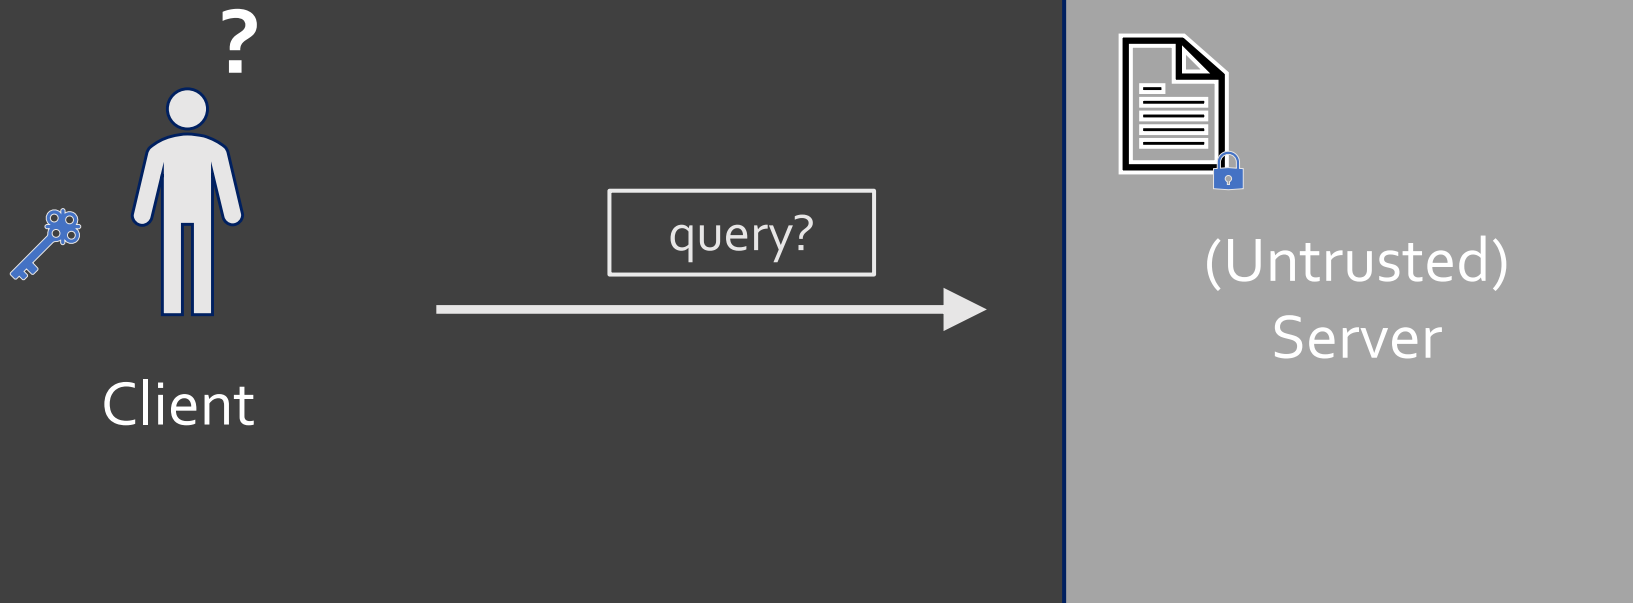 ?
query?
(Untrusted)
Server
Client